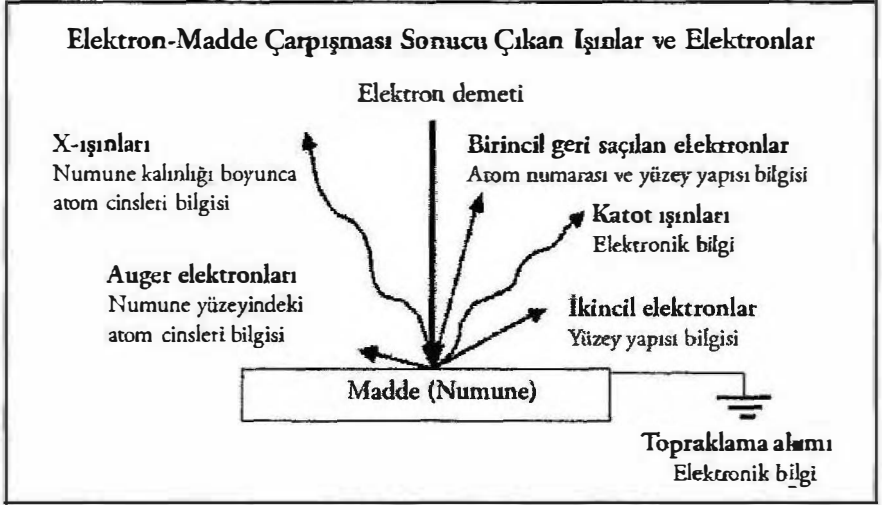 Elektron-Madde Çarpışması Sonucu Çıkan Işınlar ve Elektronlar
Elektron demeti
X-ışınları
Numune kalınlığı boyunca
atom cinsleri bilgisi
Birincil geri saçılan elektronlar
Atom numarası ve yüzey yapısı bilgisi
Katot ışınları
Elektronik bilgi
Auger elektronları
Numune yüzeyindeki
atom cinsleri bilgisi
İkincil elektronlar
Yüzey yapısı bilgisi
Madde (Numune)
Topraklama akımı
Elektronik bilgi